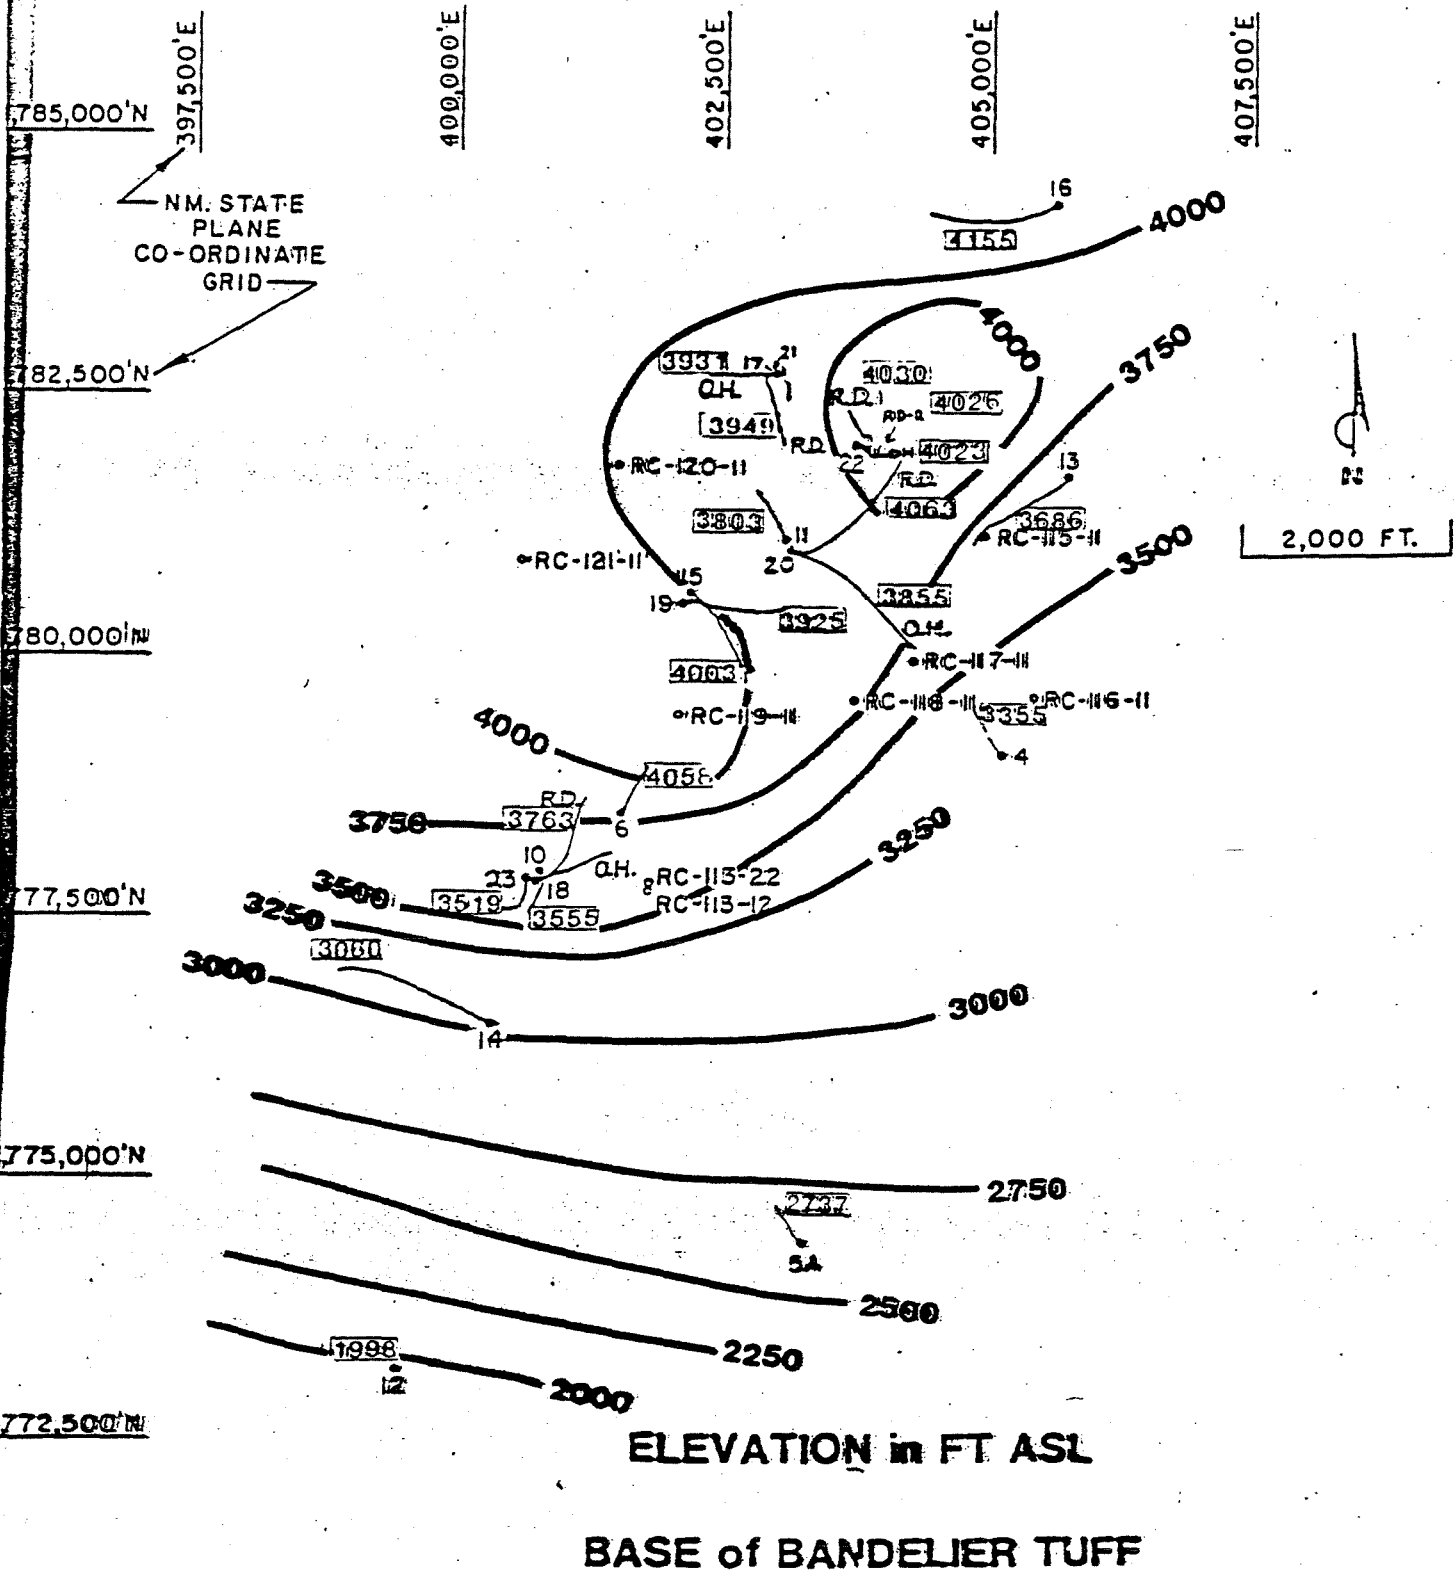 397,500'E
400,000'E
402,500'E
405,000'E
407,500'E
785,000'N
NM. STATE
PLANE
CO-ORDINATE
GRID
16
4155
4000
782,500'N
3931
17
21
O.H.
1
3949
R.D.
4000
4030
R.D.
4026
RD-2
4023
22
R.D.
4063
3750
13
3686
RC-115-11
N
2,000 FT.
RC-120-11
3803
11
20
RC-121-11
15
19
3925
3855
O.H.
3500
780,000'N
4003
RC-117-11
RC-118-11
RC-116-11
3355
4
RC-119-11
4000
4058
R.D.
3750
3763
6
10
O.H.
3250
23
18
RC-113-22
RC-113-12
3500
3519
3555
777,500'N
3250
3080
3000
14
3000
775,000'N
2750
2737
5A
2500
2250
1998
12
2000
772,500'N
ELEVATION in FT ASL
BASE of BANDELIER TUFF